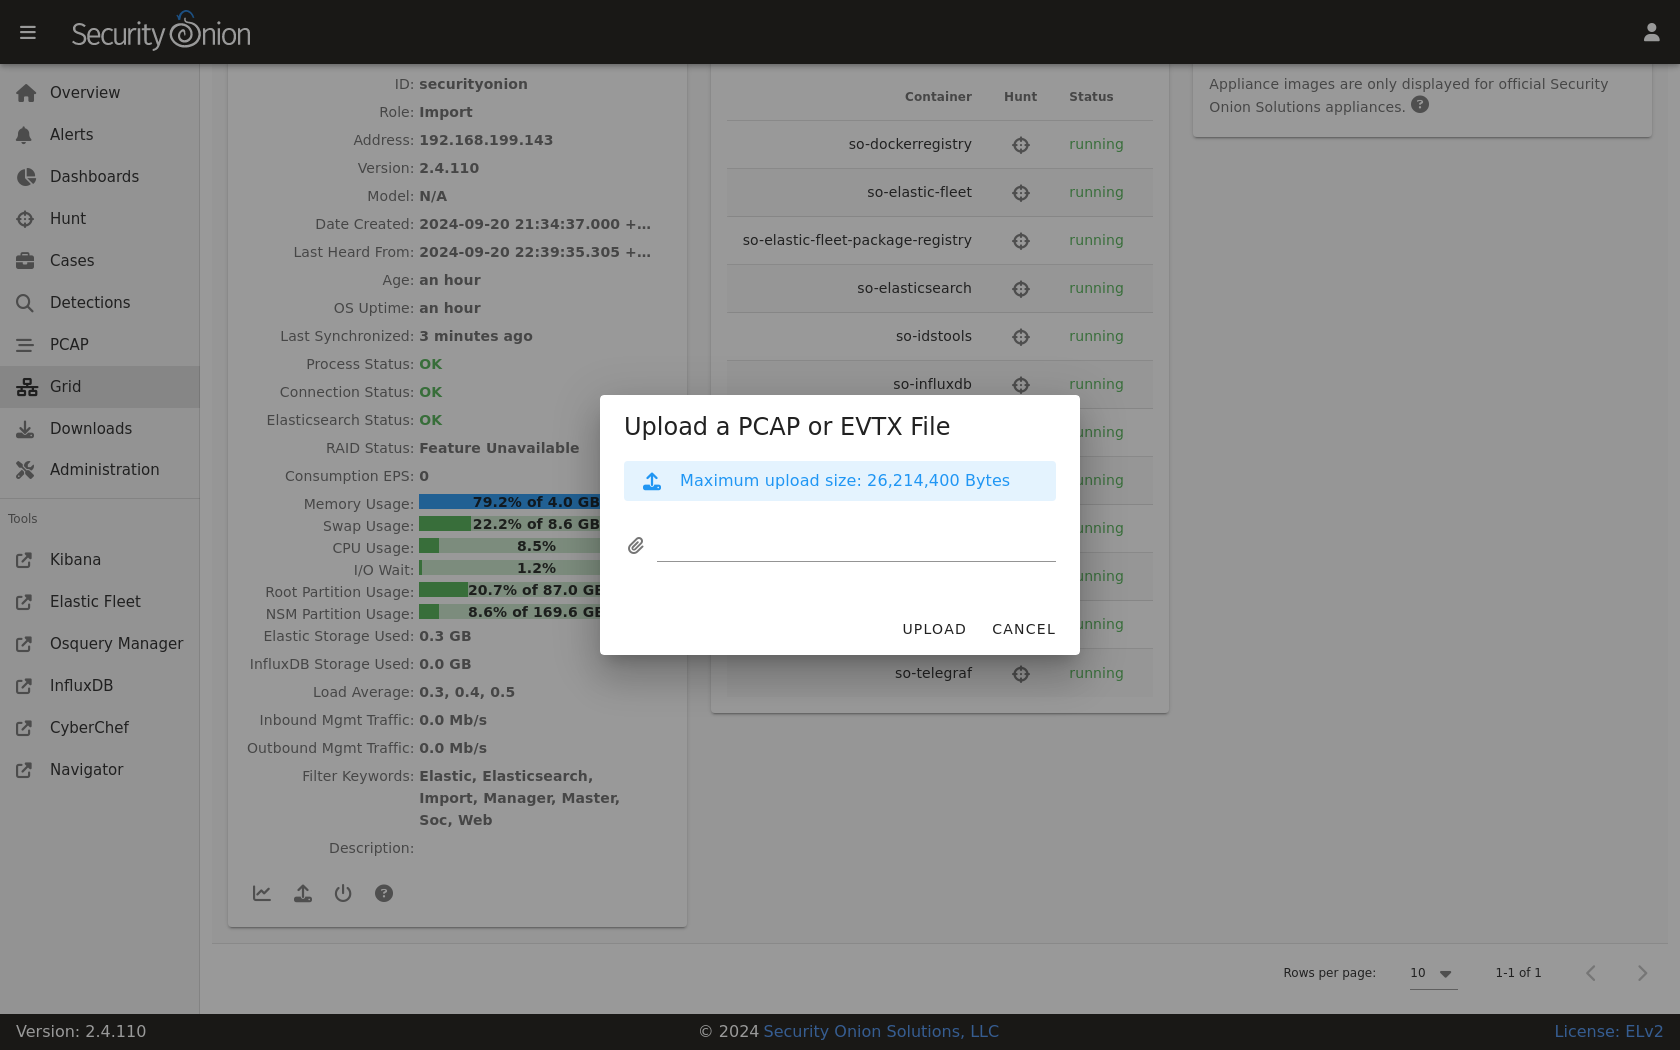 Security Onion
Overview
Alerts
Dashboards
Hunt
Cases
Detections
PCAP
Grid
Downloads
Administration
Tools
Kibana
Elastic Fleet
Osquery Manager
InfluxDB
CyberChef
Navigator
ID: securityonion
Role: Import
Address: 192.168.199.143
Version: 2.4.110
Model: N/A
Date Created: 2024-09-20 21:34:37.000 +...
Last Heard From: 2024-09-20 22:39:35.305 +...
Age: an hour
OS Uptime: an hour
Last Synchronized: 3 minutes ago
Process Status: OK
Connection Status: OK
Elasticsearch Status: OK
RAID Status: Feature Unavailable
Consumption EPS: 0
Memory Usage: 79.2% of 4.0 GB
Swap Usage: 22.2% of 8.6 GB
CPU Usage: 8.5%
I/O Wait: 1.2%
Root Partition Usage: 20.7% of 87.0 GB
NSM Partition Usage: 8.6% of 169.6 GB
Elastic Storage Used: 0.3 GB
InfluxDB Storage Used: 0.0 GB
Load Average: 0.3, 0.4, 0.5
Inbound Mgmt Traffic: 0.0 Mb/s
Outbound Mgmt Traffic: 0.0 Mb/s
Filter Keywords: Elastic, Elasticsearch,
Import, Manager, Master,
Soc, Web
Description:
Container Hunt Status
so-dockerregistry running
so-elastic-fleet running
so-elastic-fleet-package-registry running
so-elasticsearch running
so-idstools running
so-influxdb running
so-telegraf running
Appliance images are only displayed for official Security
Onion Solutions appliances.
Upload a PCAP or EVTX File
Maximum upload size: 26,214,400 Bytes
UPLOAD CANCEL
Rows per page: 10 1-1 of 1
Version: 2.4.110
© 2024 Security Onion Solutions, LLC
License: ELv2